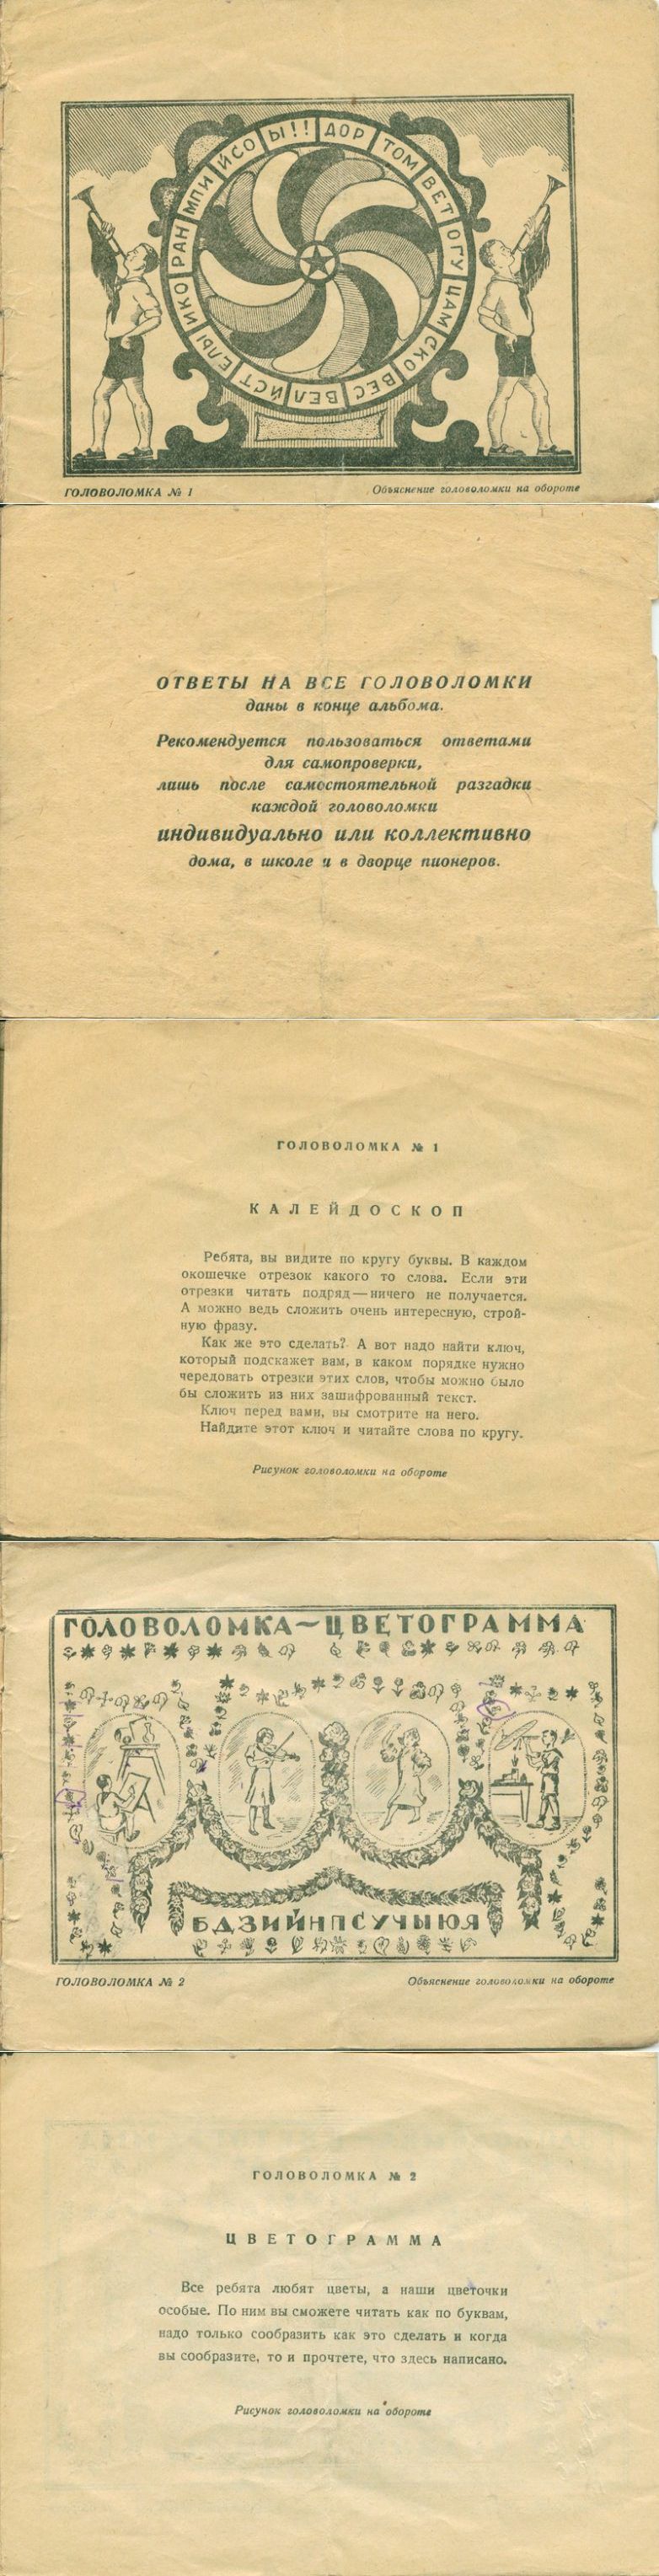 Ы!!
ДОР
ТОМ
ВЕТ
ОГУ
ЦАМ
СКО
ВЕС
ВЕЛ
ИСТ
ЕЛЫ
ИКО
РАН
МПИ
ЙСО
ГОЛОВОЛОМКА № 1
Объяснение головоломки на обороте
ОТВЕТЫ НА ВСЕ ГОЛОВОЛОМКИ
даны в конце альбома.
Рекомендуется пользоваться ответами
для самопроверки,
лишь после самостоятельной разгадки
каждой головоломки
индивидуально или коллективно
дома, в школе и в дворце пионеров.
ГОЛОВОЛОМКА № 1
КАЛЕЙДОСКОП
Ребята, вы видите по кругу буквы. В каждом
окошечке отрезок какого то слова. Если эти
отрезки читать подряд—ничего не получается.
А можно ведь сложить очень интересную, строй-
ную фразу.
Как же это сделать? А вот надо найти ключ,
который подскажет вам, в каком порядке нужно
чередовать отрезки этих слов, чтобы можно было
бы сложить из них зашифрованный текст.
Ключ перед вами, вы смотрите на него.
Найдите этот ключ и читайте слова по кругу.
Рисунок головоломки на обороте
ГОЛОВОЛОМКА~ЦВЕТОГРАММА
БДЗИЙНПСУЧЫЮЯ
ГОЛОВОЛОМКА № 2
Объяснение головоломки на обороте
ГОЛОВОЛОМКА № 2
ЦВЕТОГРАММА
Все ребята любят цветы, а наши цветочки
особые. По ним вы сможете читать как по буквам,
надо только сообразить как это сделать и когда
вы сообразите, то и прочтете, что здесь написано.
Рисунок головоломки на обороте